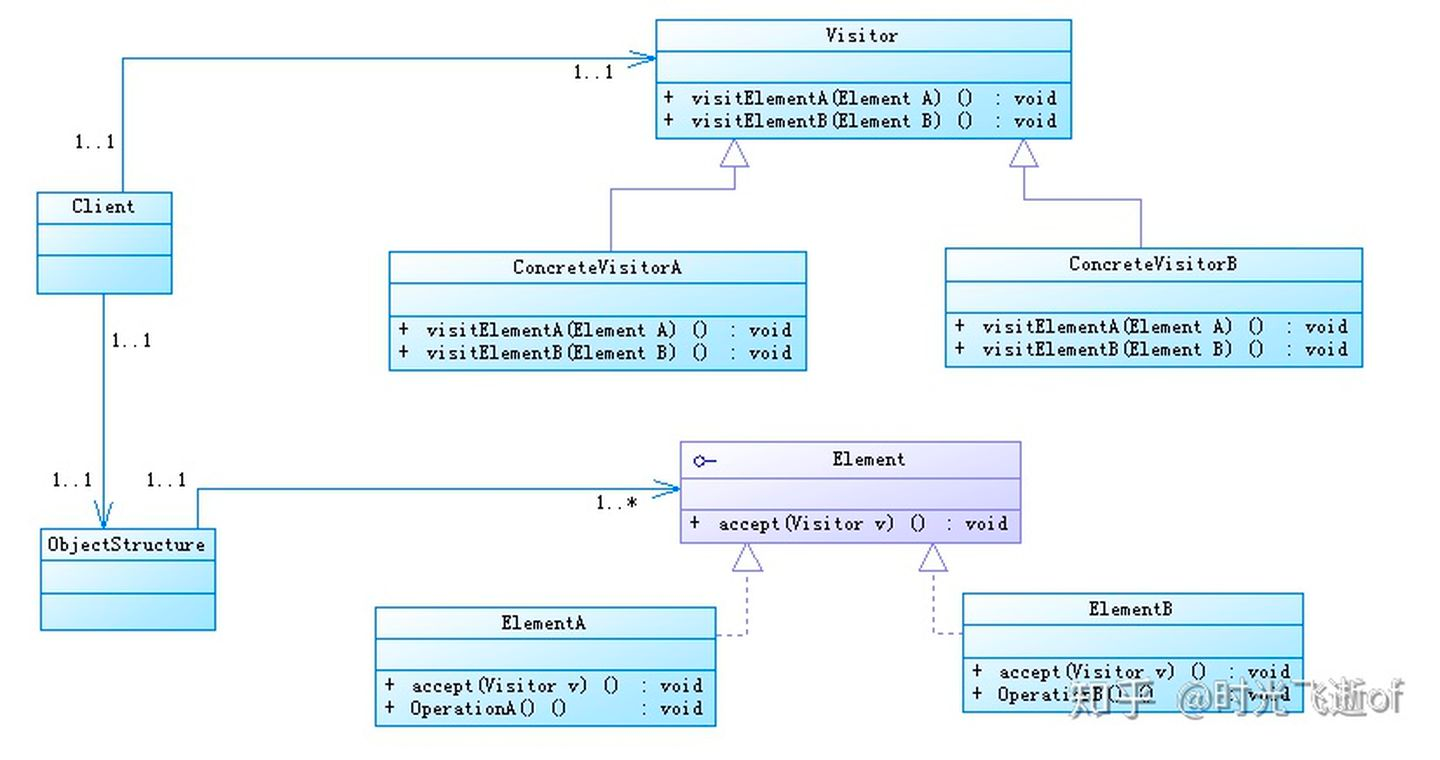 Visitor
+ visitElementA(Element A) () : void
+ visitElementB(Element B) () : void
1..1
1..1
Client
ConcreteVisitorA
+ visitElementA(Element A) () : void
+ visitElementB(Element B) () : void
ConcreteVisitorB
+ visitElementA(Element A) () : void
+ visitElementB(Element B) () : void
1..1
1..1
1..1
1..*
ObjectStructure
Element
+ accept(Visitor v) () : void
ElementA
+ accept(Visitor v) () : void
+ OperationA() () : void
ElementB
+ accept(Visitor v) () : void
+ OperationB() () : void
知乎 @时光飞逝of